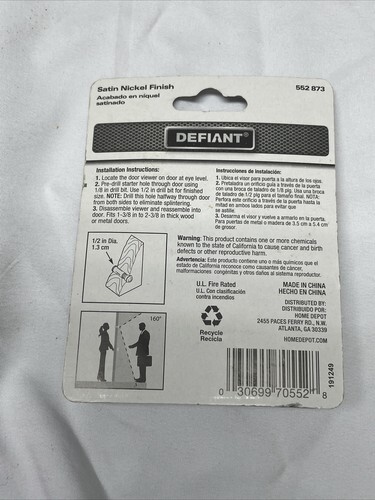 Satin Nickel Finish
552 873
Acabado en níquel
satinado
DEFIANT®
Installation Instructions:
1. Locate the door viewer on door at eye level.
2. Pre-drill starter hole through door using
1/8 in drill bit. Use 1/2 in drill bit for finished
size. NOTE: Drill this hole halfway through door
from both sides to eliminate splintering.
3. Disassemble viewer and reassemble into
door. Fits 1-3/8 in to 2-3/8 in thick wood
or metal doors.
Instrucciones de instalación:
1. Ubica el visor para puerta a la altura de los ojos.
2. Pretaladra un orificio guía a través de la puerta
con una broca de taladro de 1/8 plg. Usa una broca
de taladro de 1/2 plg para el tamaño final. NOTA:
Perfora este orificio a través de la puerta hasta la
mitad en ambos lados para evitar que
se astille.
3. Desarma el visor y vuelve a armarlo en la puerta.
Para puertas de metal o madera de 3.5 cm a 5.4 cm
de grosor.
1/2 in Dia.
1.3 cm
Warning: This product contains one or more chemicals
known to the state of California to cause cancer and birth
defects or other reproductive harm.
Advertencia: Este producto contiene uno o más químicos que el
estado de California reconoce como causantes de cáncer,
malformaciones congénitas y otros daños al sistema reproductor.
160°
U.L. Fire Rated
U.L. Con clasificación
contra incendios
Recycle
Recicla
MADE IN CHINA
HECHO EN CHINA
DISTRIBUTED BY:
DISTRIBUIDO POR:
HOME DEPOT
2455 PACES FERRY RD., N.W.
ATLANTA, GA 30339
HOMEDEPOT.COM
0 30699 70552 8
191249